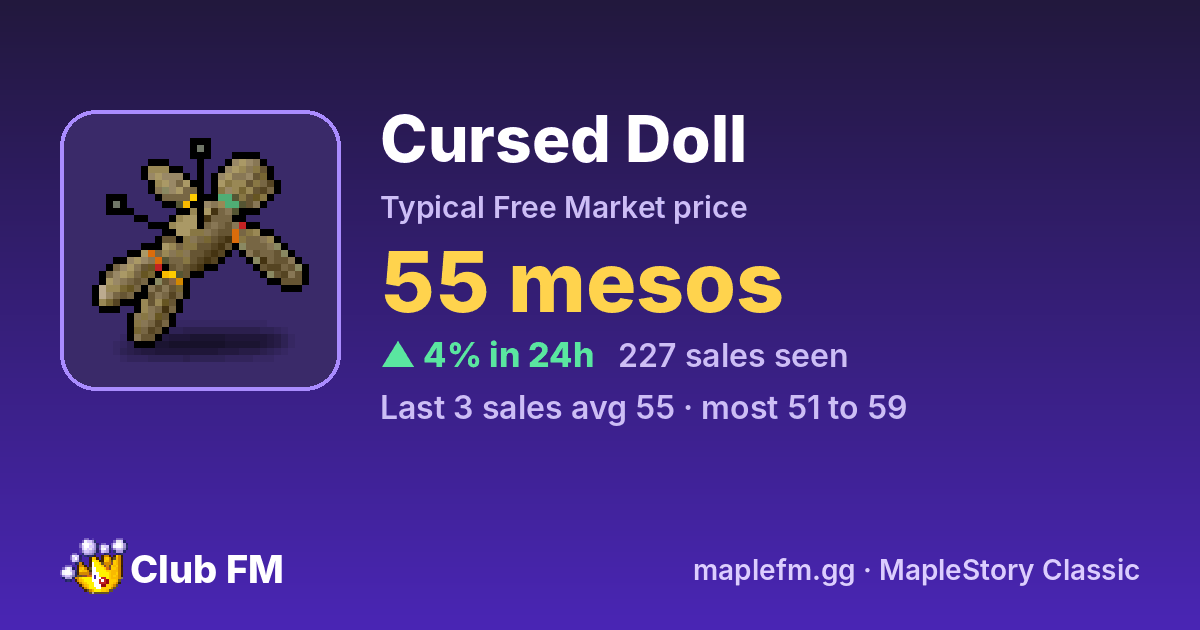 Cursed Doll
Typical Free Market price
55 mesos
▲ 4% in 24h 227 sales seen
Last 3 sales avg 55 · most 51 to 59
Club FM
maplefm.gg · MapleStory Classic